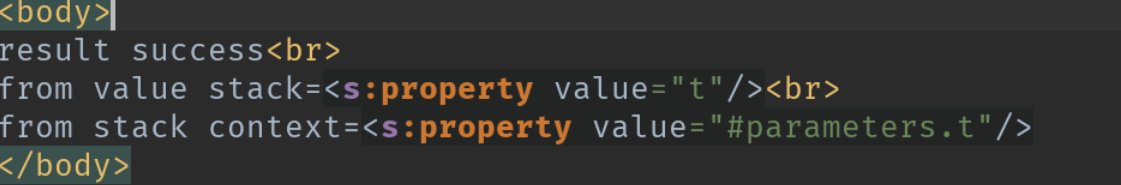 <body>
result success<br>
from value stack=<s:property value="t"/><br>
from stack context=<s:property value="#parameters.t"/>
</body>